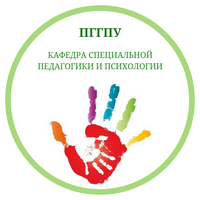 ПГГПУ
КАФЕДРА СПЕЦИАЛЬНОЙ
ПЕДАГОГИКИ И ПСИХОЛОГИИ